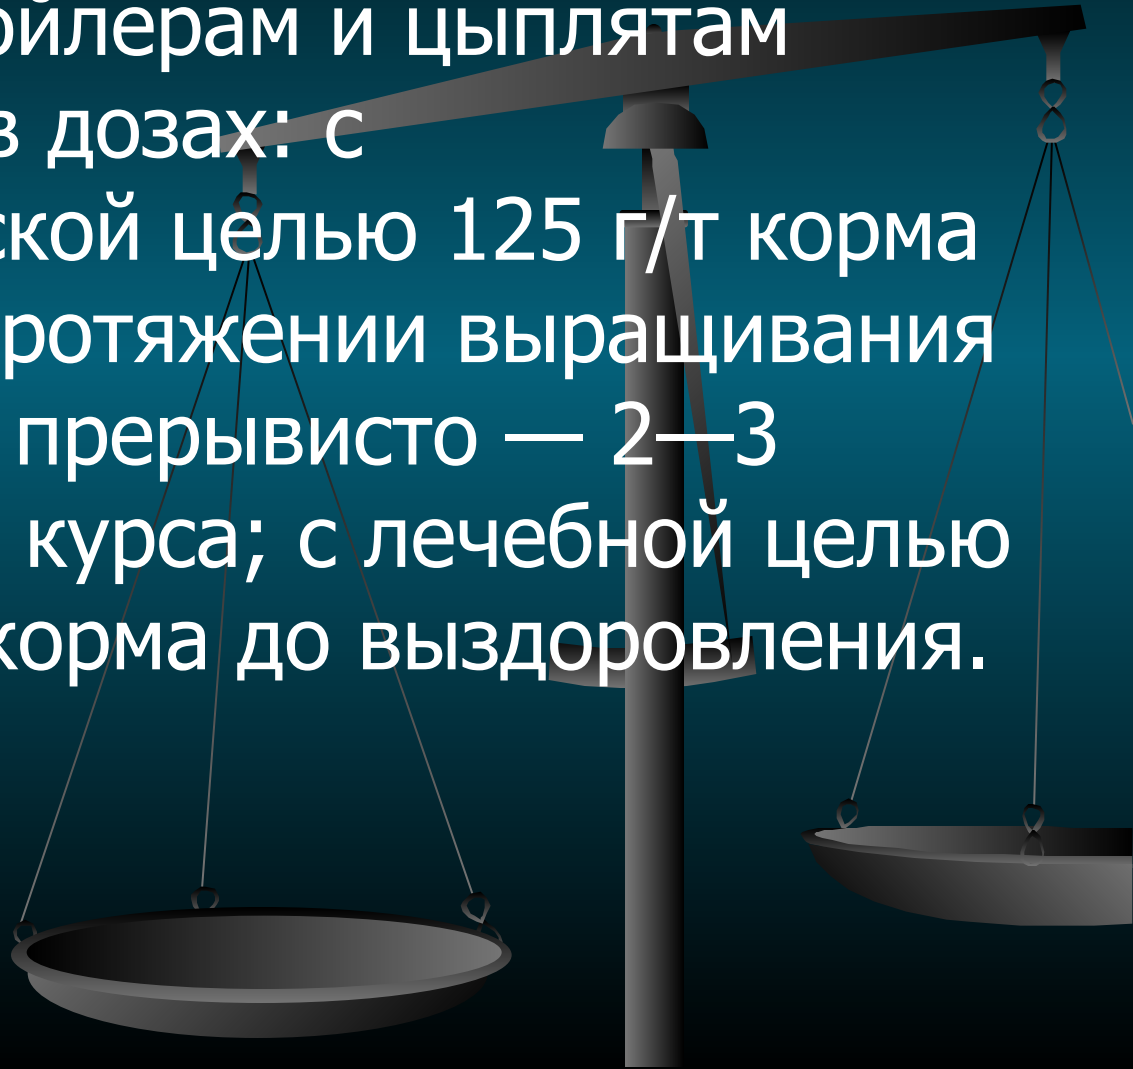 ойлерам и цыплятам
в дозах: с
ской целью 125 г/т корма
ротяжении выращивания
прерывисто — 2—3
курса; с лечебной целью
корма до выздоровления.